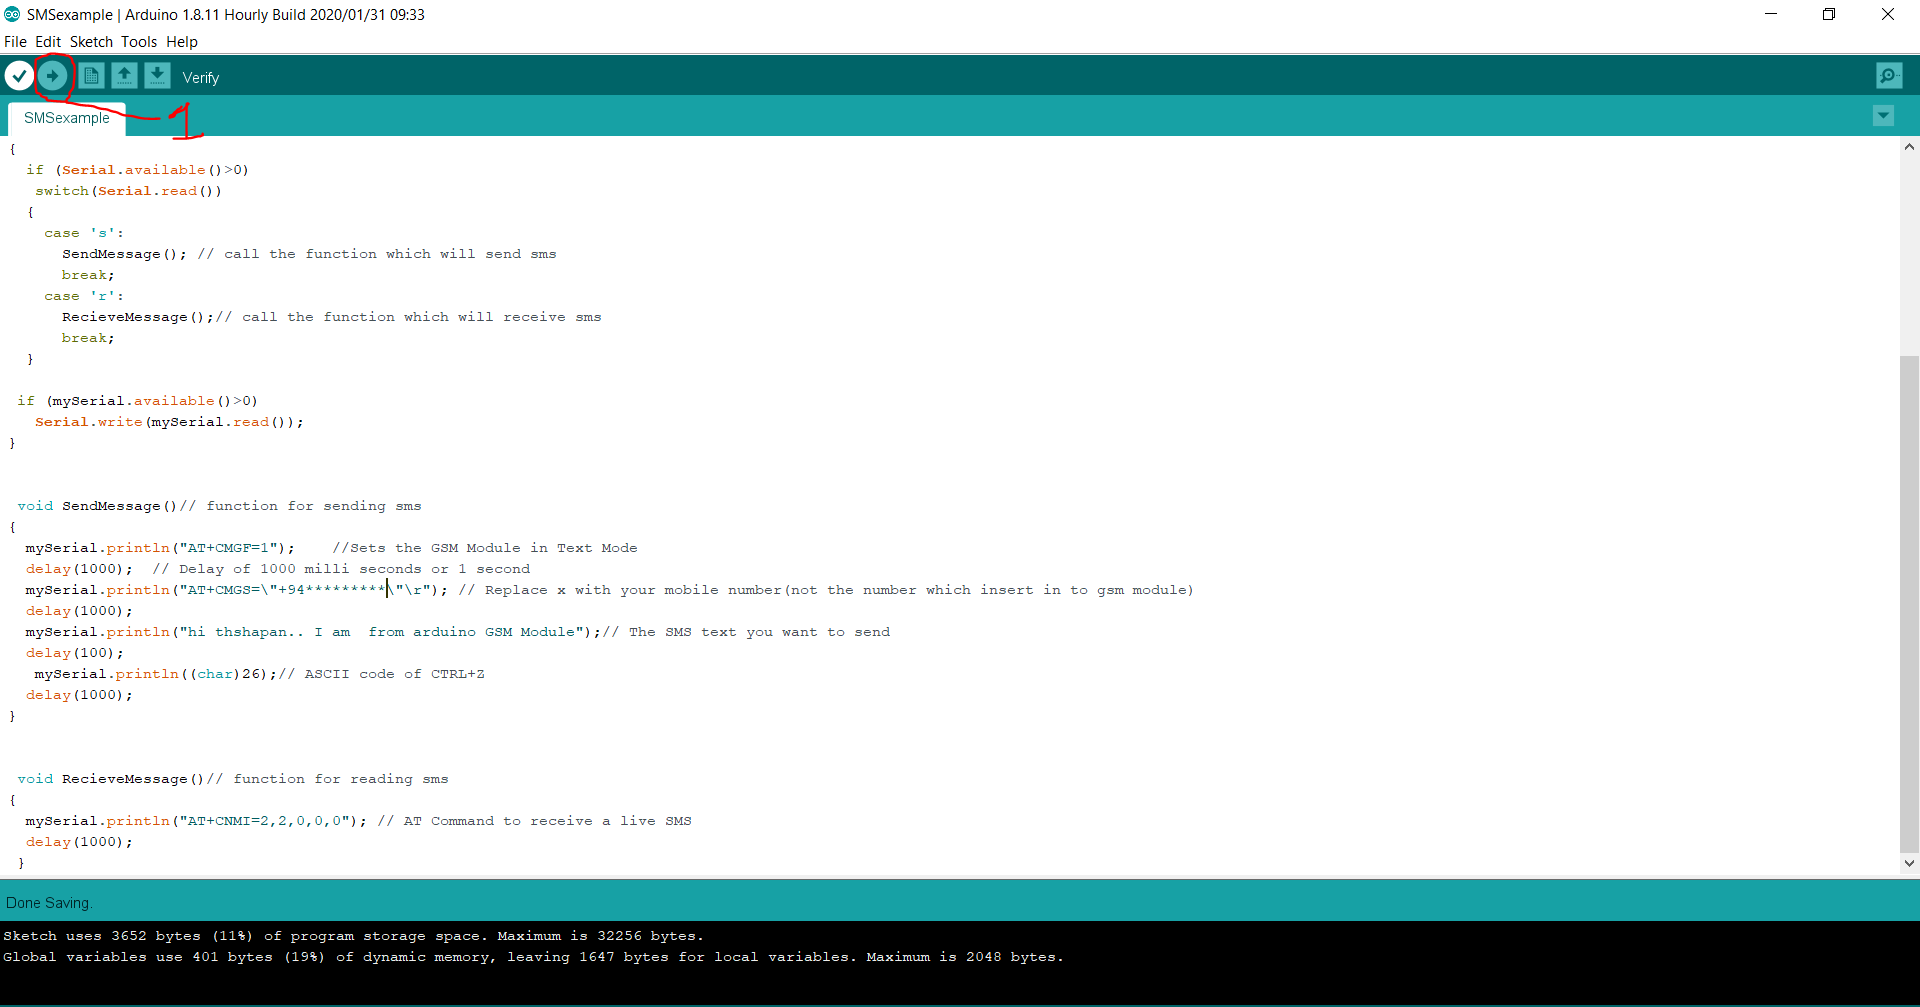 SMSexample | Arduino 1.8.11 Hourly Build 2020/01/31 09:33
File Edit Sketch Tools Help
Verify
1
SMSexample
{
if (Serial.available()>0)
switch(Serial.read())
{
case 's':
SendMessage(); // call the function which will send sms
break;
case 'r':
RecieveMessage();// call the function which will receive sms
break;
}
if (mySerial.available()>0)
Serial.write(mySerial.read());
}
void SendMessage()// function for sending sms
{
mySerial.println("AT+CMGF=1"); //Sets the GSM Module in Text Mode
delay(1000); // Delay of 1000 milli seconds or 1 second
mySerial.println("AT+CMGS=\"+94*********\"\r"); // Replace x with your mobile number(not the number which insert in to gsm module)
delay(1000);
mySerial.println("hi thshapan.. I am  from arduino GSM Module");// The SMS text you want to send
delay(100);
mySerial.println((char)26);// ASCII code of CTRL+Z
delay(1000);
}
void RecieveMessage()// function for reading sms
{
mySerial.println("AT+CNMI=2,2,0,0,0"); // AT Command to receive a live SMS
delay(1000);
}
Done Saving.
Sketch uses 3652 bytes (11%) of program storage space. Maximum is 32256 bytes.
Global variables use 401 bytes (19%) of dynamic memory, leaving 1647 bytes for local variables. Maximum is 2048 bytes.